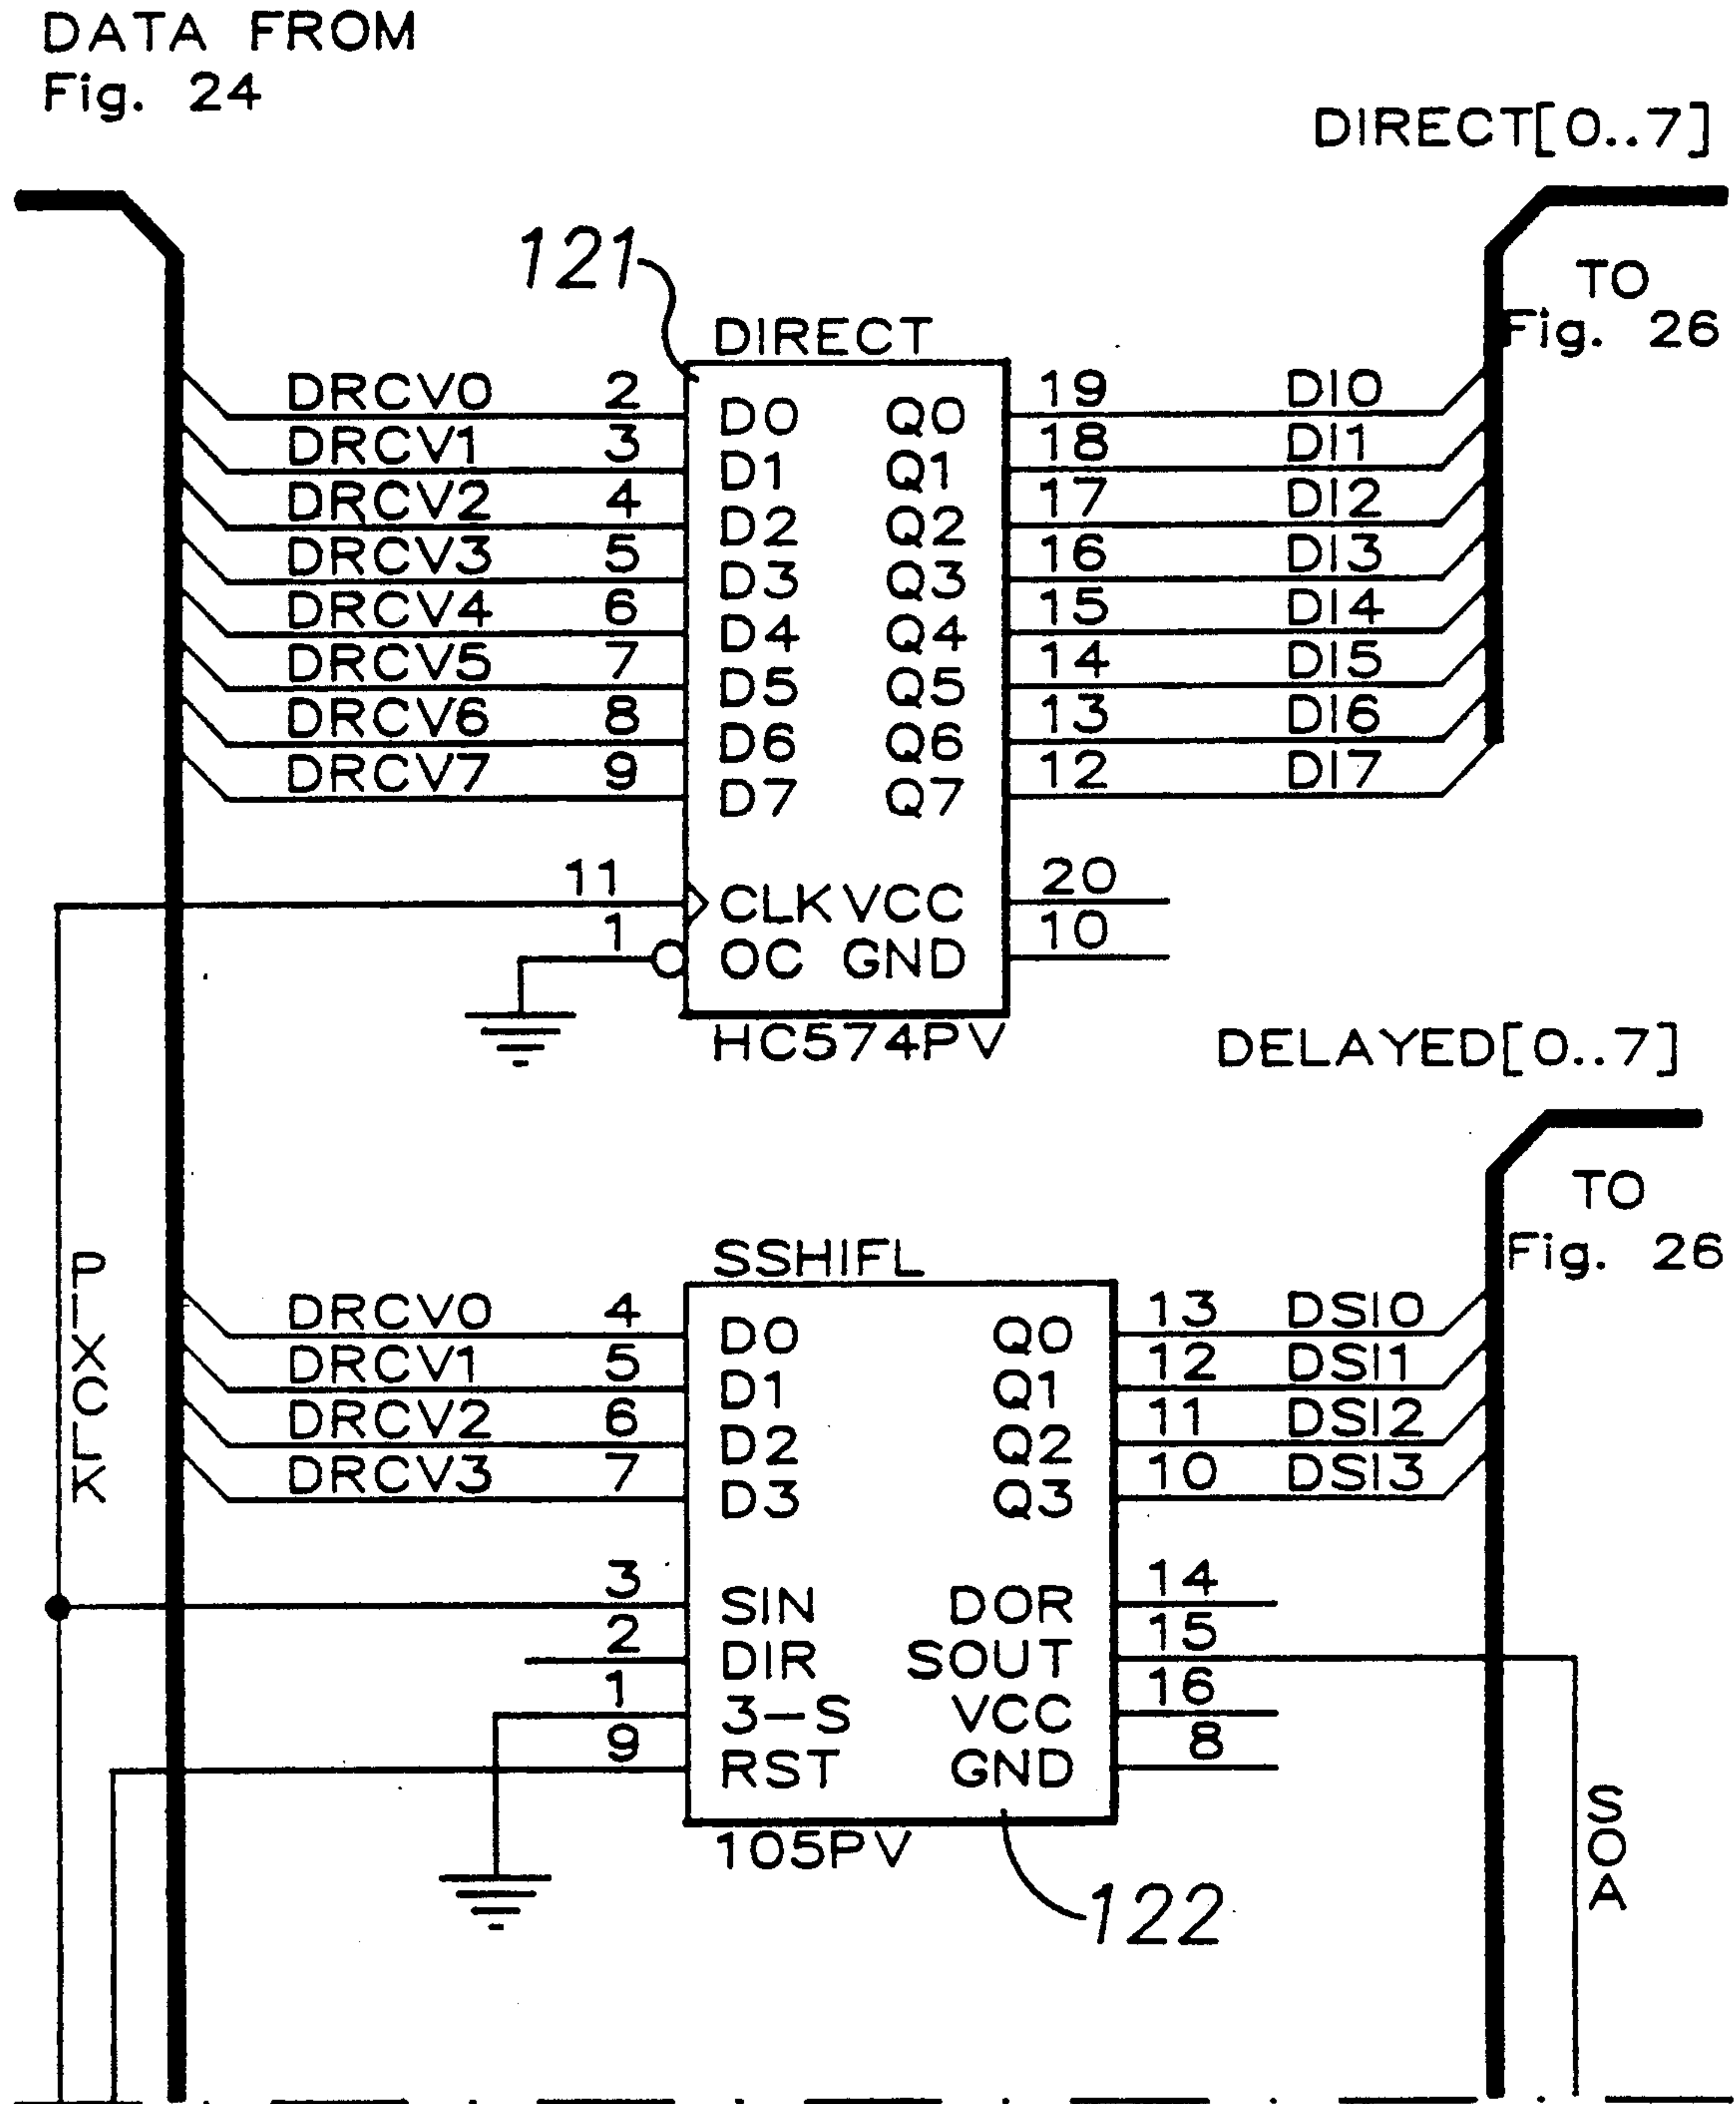 DATA FROM
Fig. 24
DIRECT[0..7]
TO
Fig. 26
121
DIRECT
DRCV0 2 D0 Q0 19 DI0
DRCV1 3 D1 Q1 18 DI1
DRCV2 4 D2 Q2 17 DI2
DRCV3 5 D3 Q3 16 DI3
DRCV4 6 D4 Q4 15 DI4
DRCV5 7 D5 Q5 14 DI5
DRCV6 8 D6 Q6 13 DI6
DRCV7 9 D7 Q7 12 DI7
11 CLK VCC 20
1 OC GND 10
HC574PV
DELAYED[0..7]
TO
Fig. 26
PIXCLK
SSHIFL
DRCV0 4 D0 Q0 13 DSI0
DRCV1 5 D1 Q1 12 DSI1
DRCV2 6 D2 Q2 11 DSI2
DRCV3 7 D3 Q3 10 DSI3
3 SIN DOR 14
2 DIR SOUT 15
1 3-S VCC 16
9 RST GND 8
105PV
122
SOA